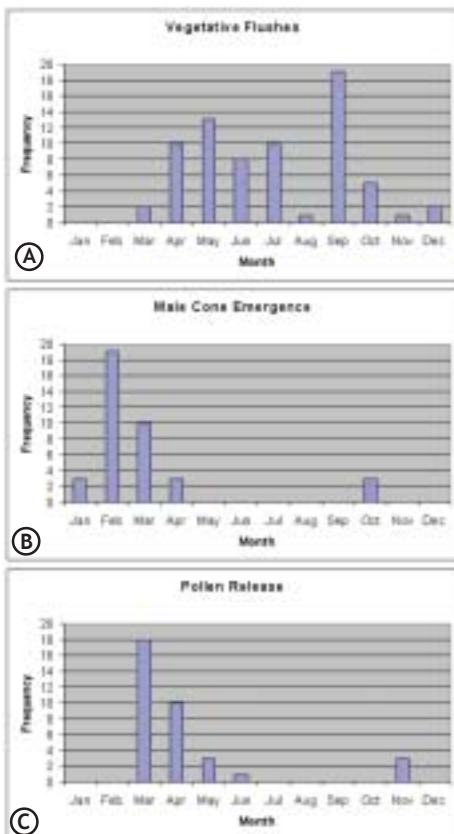 Vegetative Flushes
20
18
16
14
12
10
8
6
4
2
0
Frequency
Jan Feb Mar Apr May Jun Jul Aug Sep Oct Nov Dec
Month
A
Male Cone Emergence
20
18
16
14
12
10
8
6
4
2
0
Frequency
Jan Feb Mar Apr May Jun Jul Aug Sep Oct Nov Dec
Month
B
Pollen Release
20
18
16
14
12
10
8
6
4
2
0
Frequency
Jan Feb Mar Apr May Jun Jul Aug Sep Oct Nov Dec
Month
C